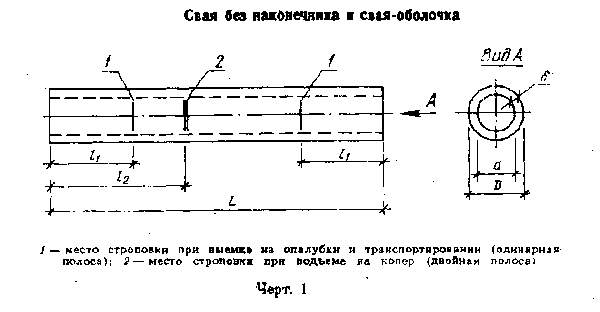 Свая без наконечника и свая-оболочка
1 2 1
Вид А
б
А
l1 l1
l2
d
L
D
1 — место строповки при выемке из опалубки и транспортировании (одинарная
полоса); 2 — место строповки при подъеме на копер (двойная полоса)
Черт. 1